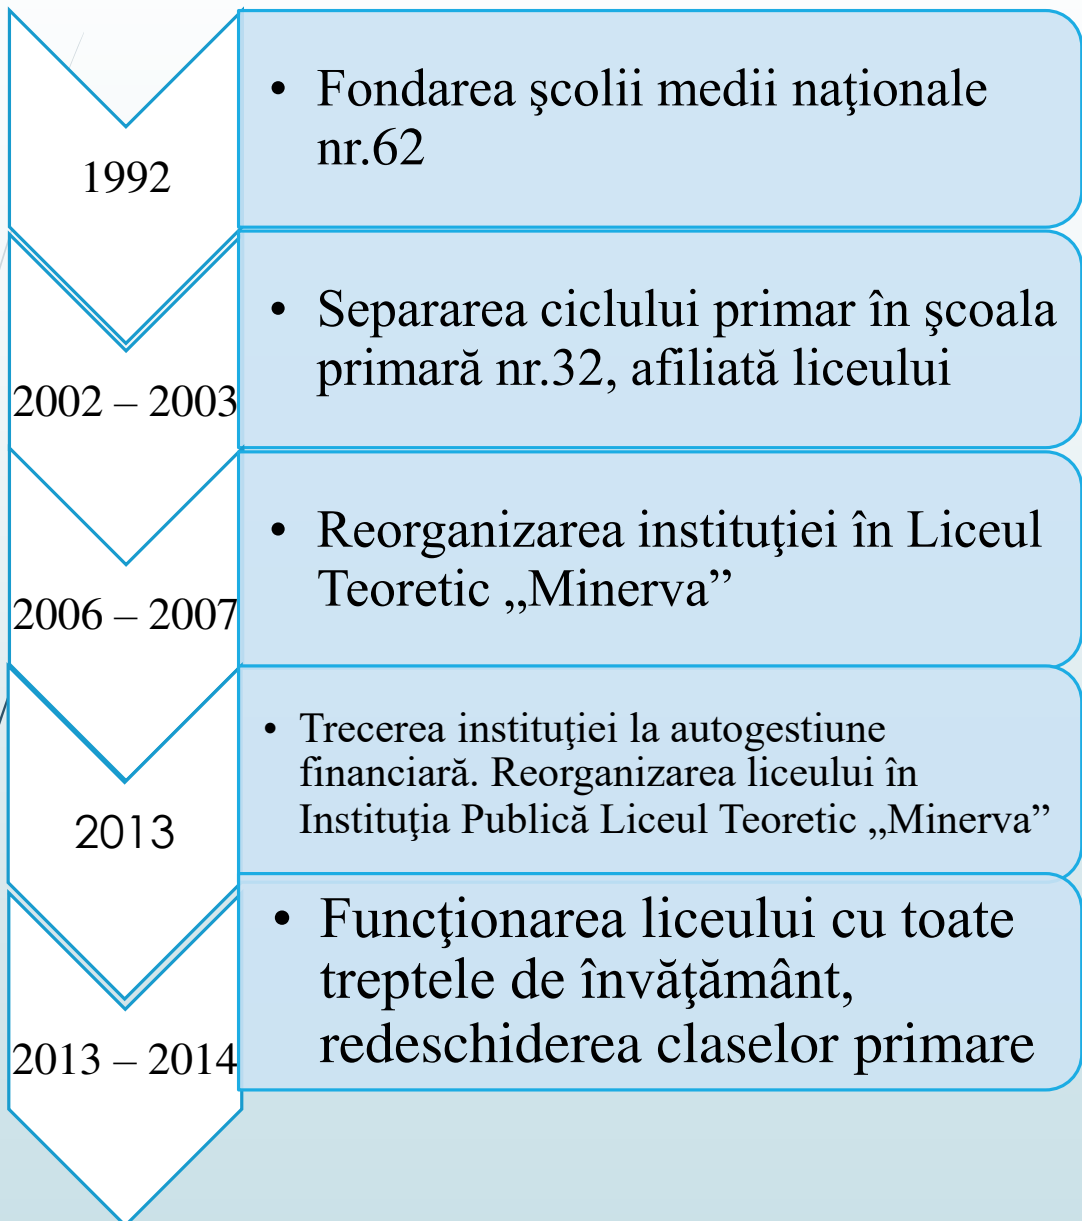 1992
• Fondarea şcolii medii naţionale
nr.62
2002 – 2003
• Separarea ciclului primar în şcoala
primară nr.32, afiliată liceului
2006 – 2007
• Reorganizarea instituţiei în Liceul
Teoretic „Minerva”
2013
• Trecerea instituţiei la autogestiune
financiară. Reorganizarea liceului în
Instituţia Publică Liceul Teoretic „Minerva”
2013 – 2014
• Funcţionarea liceului cu toate
treptele de învăţământ,
redeschiderea claselor primare